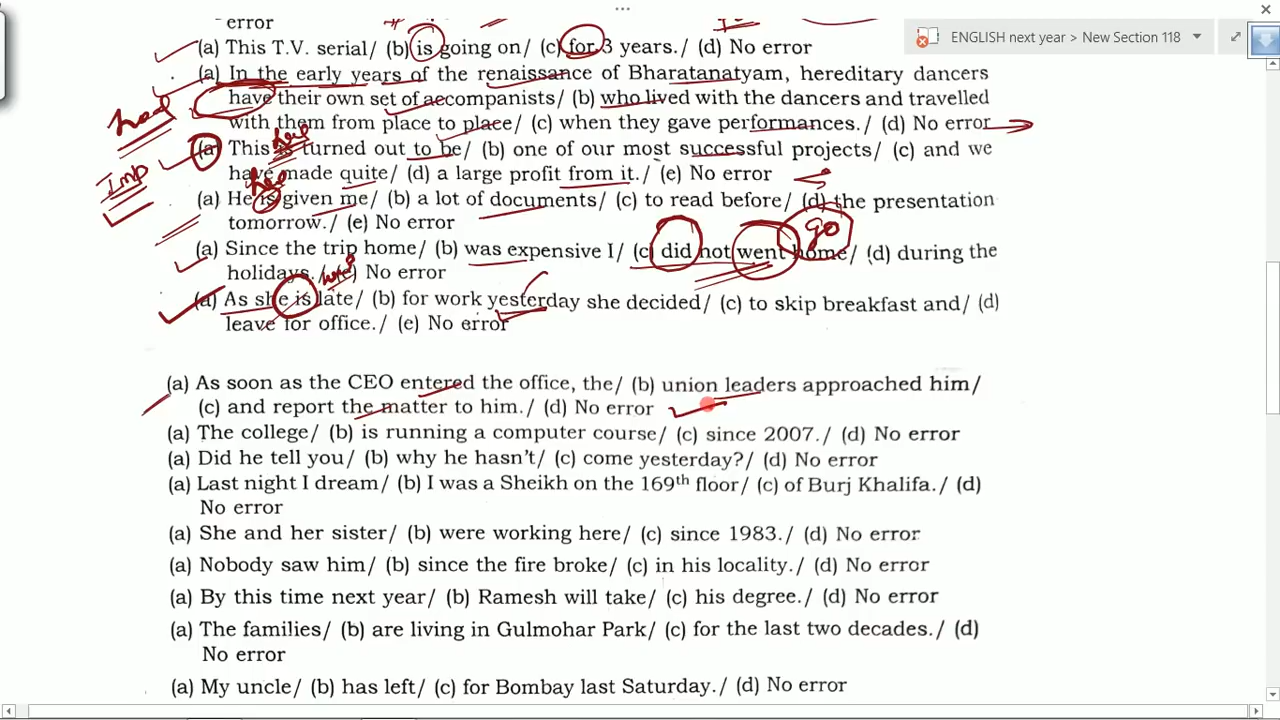 error
ENGLISH next year > New Section 118
(a) This T.V. serial/ (b) is going on/ (c) for 3 years./ (d) No error
(a) In the early years of the renaissance of Bharatanatyam, hereditary dancers
have their own set of accompanists/ (b) who lived with the dancers and travelled
had
with them from place to place/ (c) when they gave performances./ (d) No error
(a) This is turned out to be/ (b) one of our most successful projects/ (c) and we
has
have made quite/ (d) a large profit from it./ (e) No error
Imp
has
(a) He is given me/ (b) a lot of documents/ (c) to read before/ (d) the presentation
tomorrow./ (e) No error
go
(a) Since the trip home/ (b) was expensive I/ (c) did not went home/ (d) during the
holidays./ (e) No error
was
(a) As she is late/ (b) for work yesterday she decided/ (c) to skip breakfast and/ (d)
leave for office./ (e) No error
(a) As soon as the CEO entered the office, the/ (b) union leaders approached him/
(c) and report the matter to him./ (d) No error
(a) The college/ (b) is running a computer course/ (c) since 2007./ (d) No error
(a) Did he tell you/ (b) why he hasn't/ (c) come yesterday?/ (d) No error
(a) Last night I dream/ (b) I was a Sheikh on the 169th floor/ (c) of Burj Khalifa./ (d)
No error
(a) She and her sister/ (b) were working here/ (c) since 1983./ (d) No error
(a) Nobody saw him/ (b) since the fire broke/ (c) in his locality./ (d) No error
(a) By this time next year/ (b) Ramesh will take/ (c) his degree./ (d) No error
(a) The families/ (b) are living in Gulmohar Park/ (c) for the last two decades./ (d)
No error
(a) My uncle/ (b) has left/ (c) for Bombay last Saturday./ (d) No error